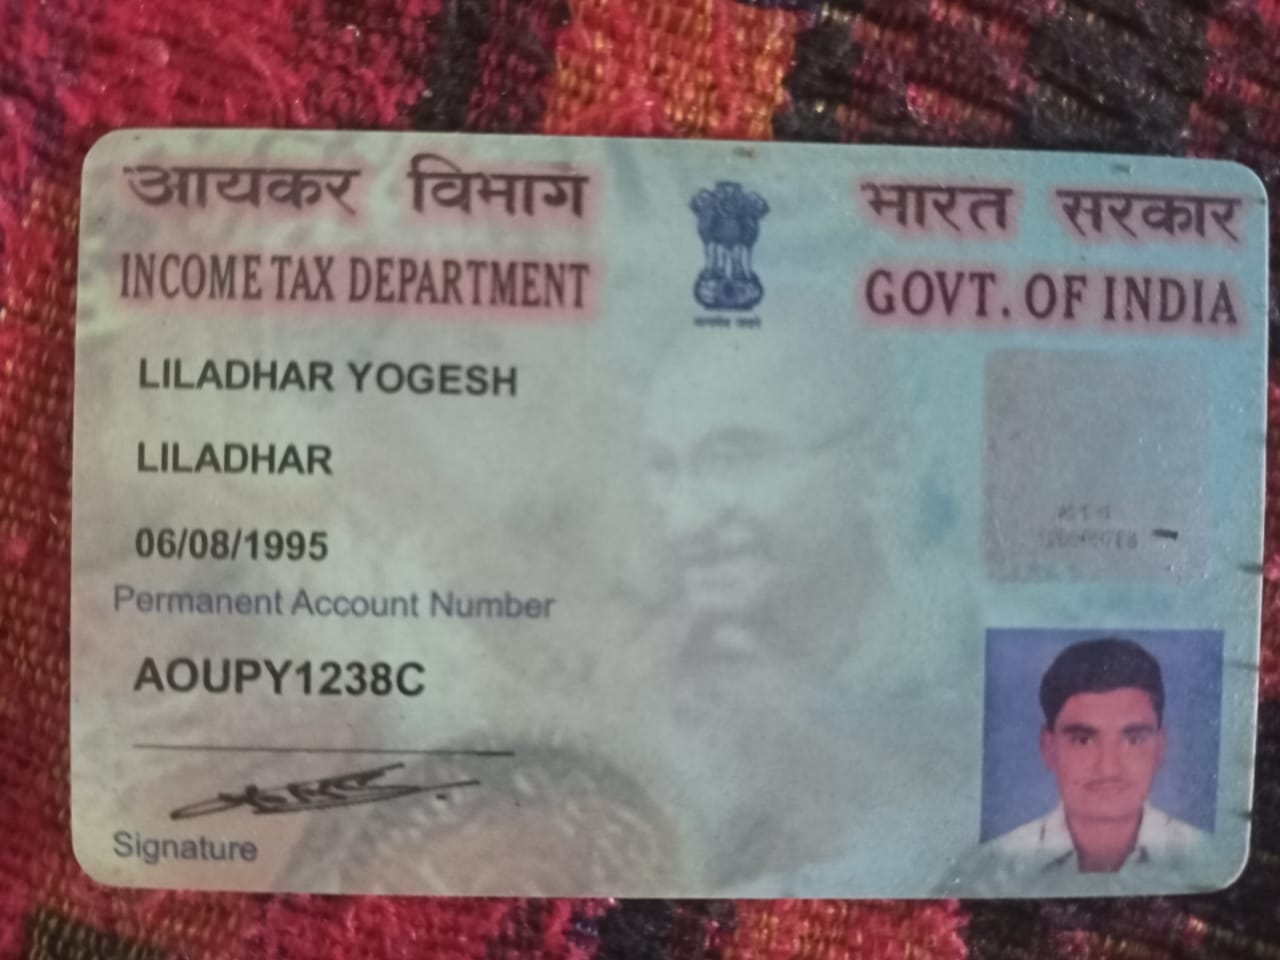 आयकर विभाग
INCOME TAX DEPARTMENT
भारत सरकार
GOVT. OF INDIA
LILADHAR YOGESH
LILADHAR
06/08/1995
Permanent Account Number
AOUPY1238C
Signature